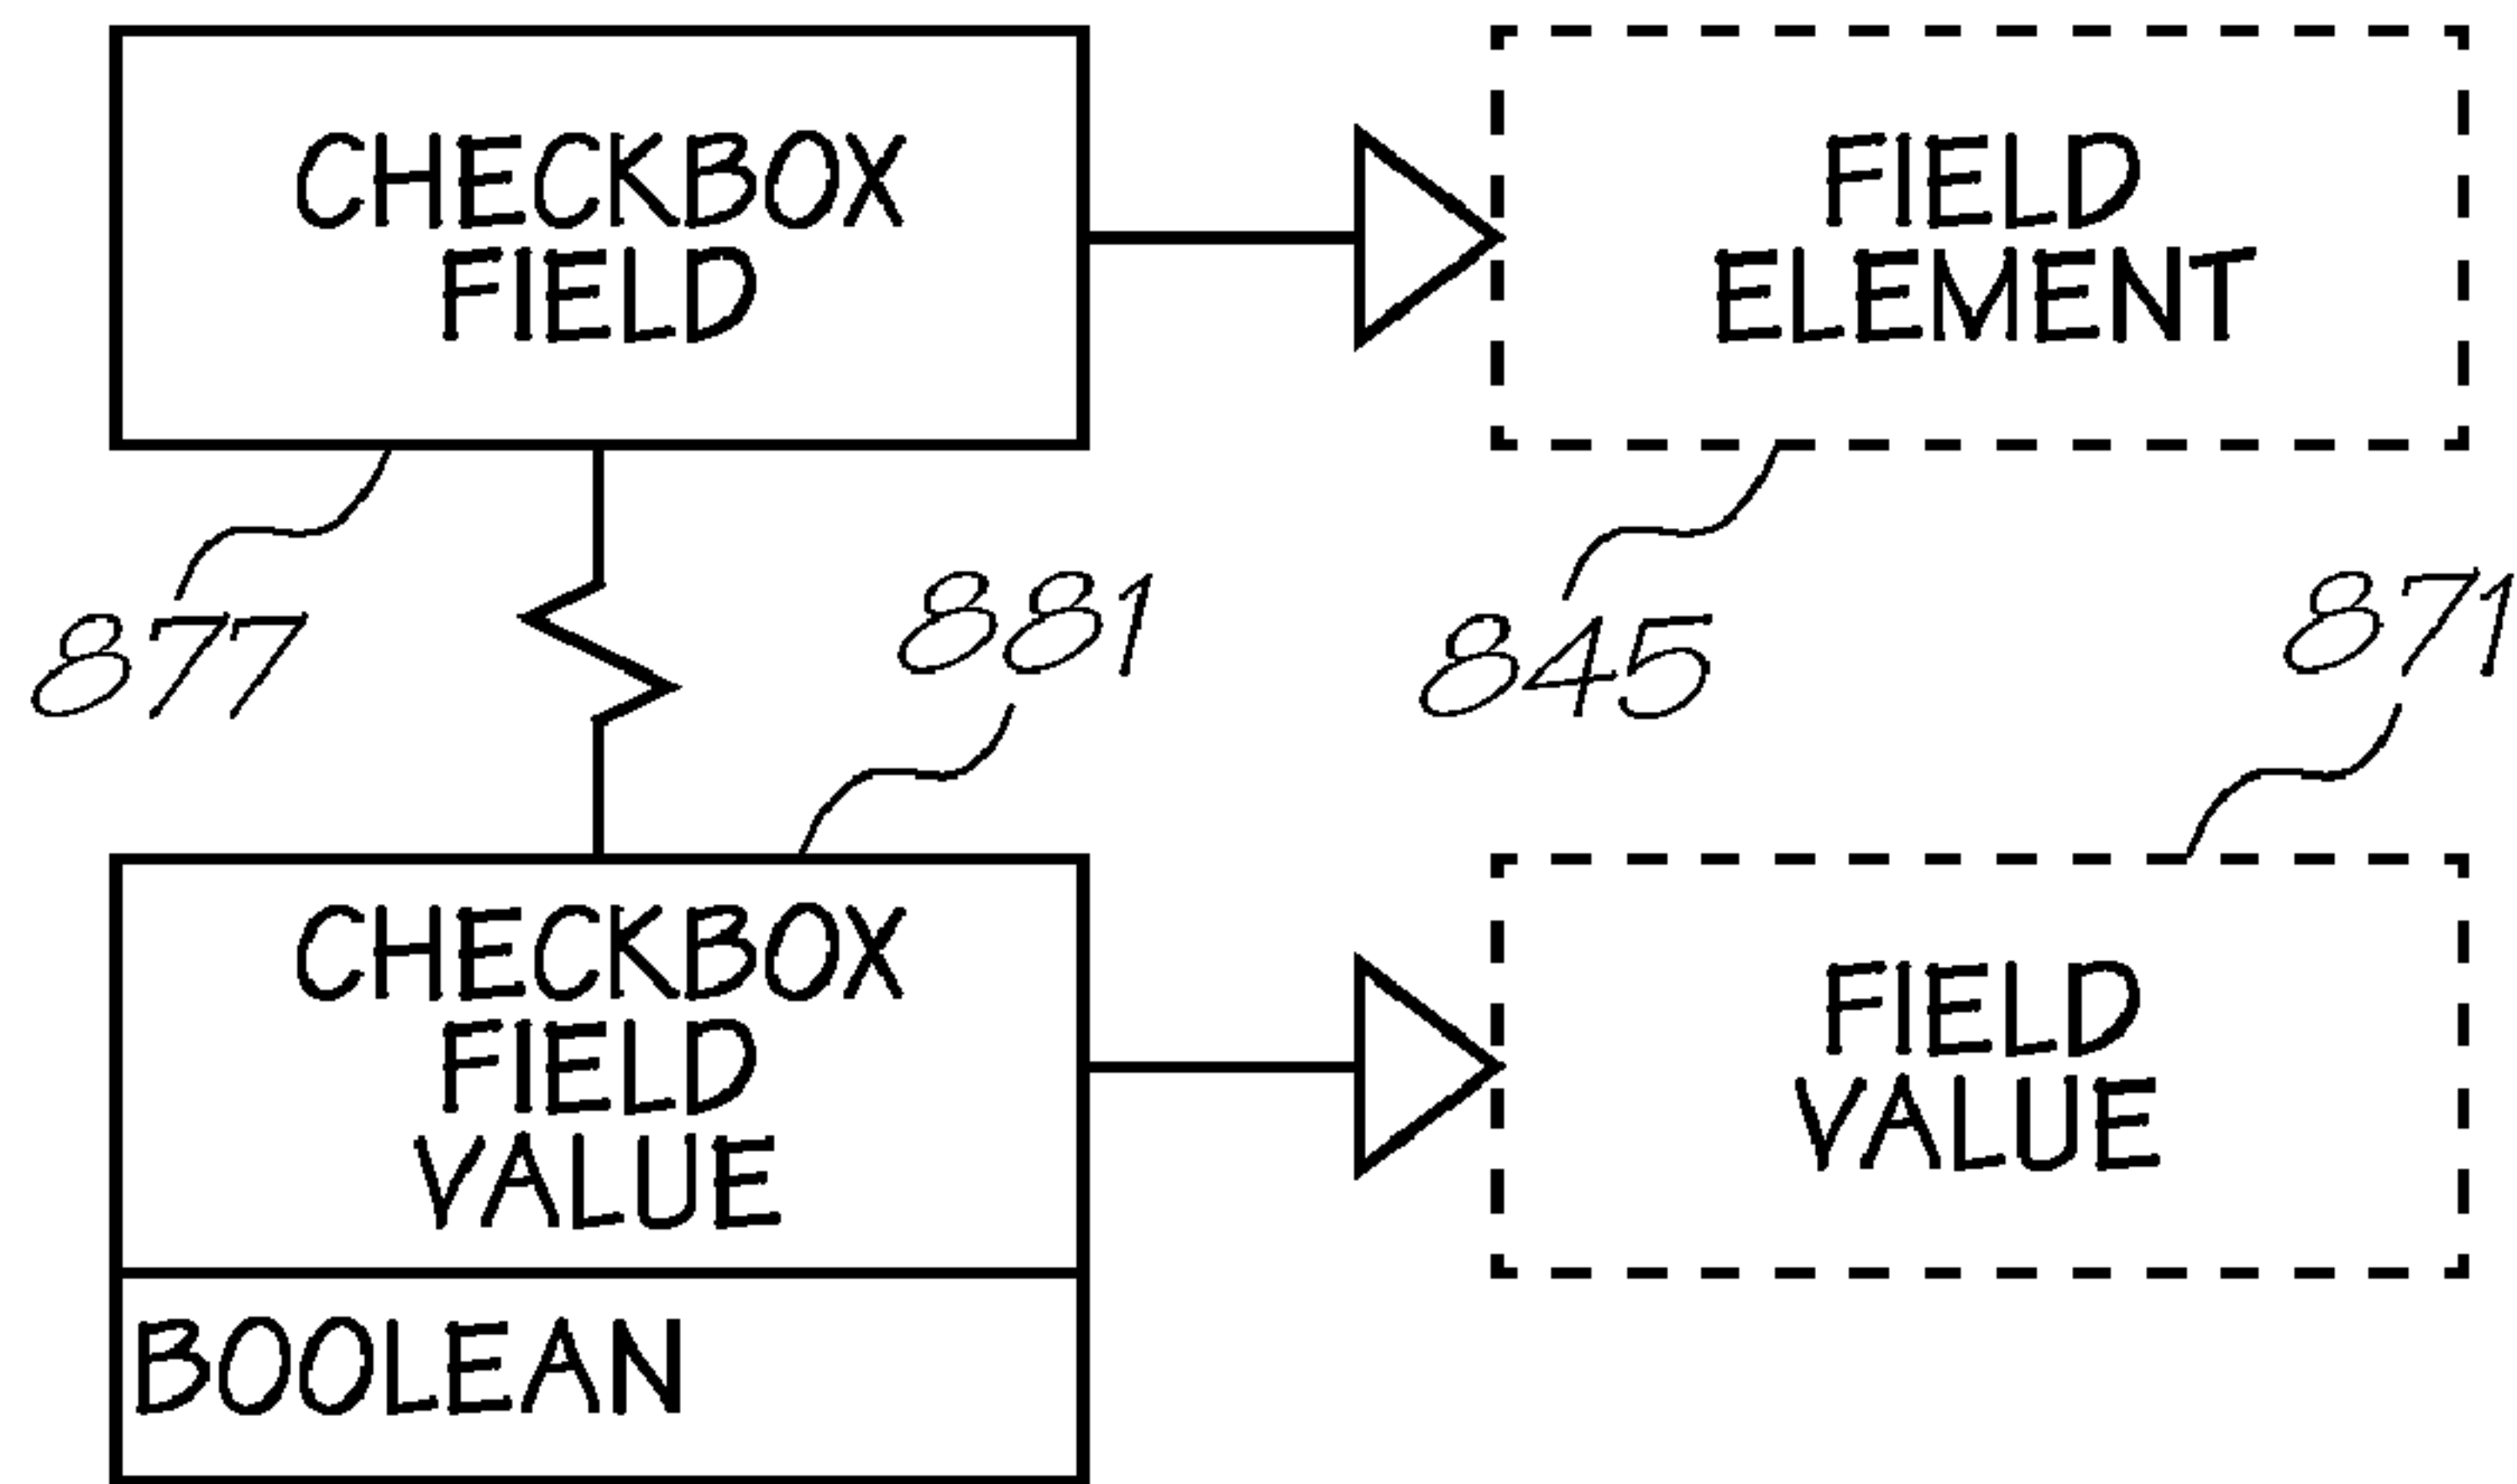 CHECKBOX
FIELD
FIELD
ELEMENT
877
881
845
871
CHECKBOX
FIELD
VALUE
FIELD
VALUE
BOOLEAN